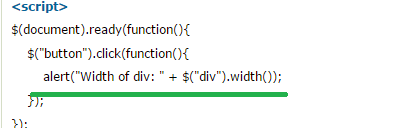 <script>
$(document).ready(function(){
$("button").click(function(){
alert("Width of div: " + $("div").width());
});
});